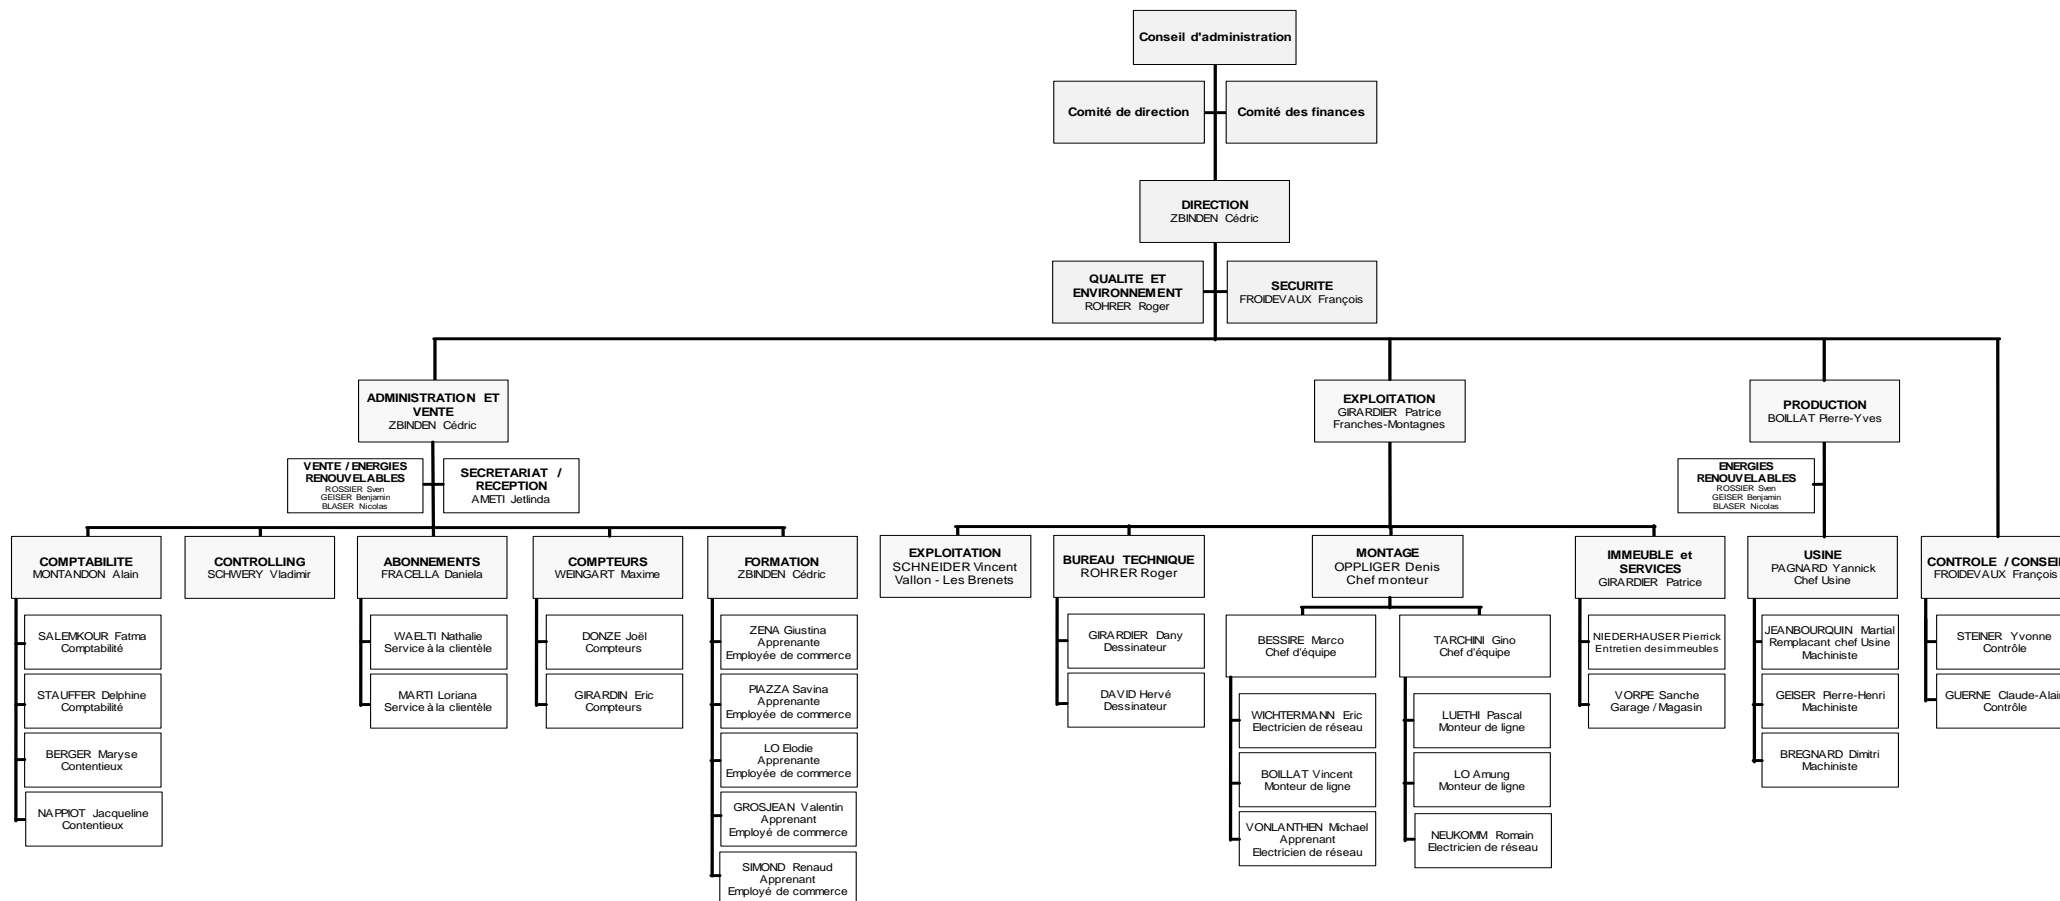 Conseil d'administration
Comité de direction
Comité des finances
DIRECTION
ZBINDEN Cédric
QUALITE ET
ENVIRONNEMENT
ROHRER Roger
SECURITE
FROIDEVAUX François
ADMINISTRATION ET
VENTE
ZBINDEN Cédric
EXPLOITATION
GIRARDIER Patrice
Franches-Montagnes
PRODUCTION
BOILLAT Pierre-Yves
VENTE / ENERGIES
RENOUVELABLES
ROSSIER Sven
GEISER Benjamin
BLASER Nicolas
SECRETARIAT /
RECEPTION
AMETI Jetlinda
ENERGIES
RENOUVELABLES
ROSSIER Sven
GEISER Benjamin
BLASER Nicolas
COMPTABILITE
MONTANDON Alain
CONTROLLING
SCHWERY Vladimir
ABONNEMENTS
FRACELLA Daniela
COMPTEURS
WEINGART Maxime
FORMATION
ZBINDEN Cédric
EXPLOITATION
SCHNEIDER Vincent
Vallon - Les Brenets
BUREAU TECHNIQUE
ROHRER Roger
MONTAGE
OPPLIGER Denis
Chef monteur
IMMEUBLE et
SERVICES
GIRARDIER Patrice
USINE
PAGNARD Yannick
Chef Usine
CONTROLE / CONSEIL
FROIDEVAUX François
SALEMKOUR Fatma
Comptabilité
STAUFFER Delphine
Comptabilité
BERGER Maryse
Contentieux
NAPPIOT Jacqueline
Contentieux
WAELTI Nathalie
Service à la clientèle
MARTI Loriana
Service à la clientèle
DONZE Joël
Compteurs
GIRARDIN Eric
Compteurs
ZENA Giustina
Apprenante
Employée de commerce
PIAZZA Savina
Apprenante
Employée de commerce
LO Elodie
Apprenante
Employée de commerce
GROSJEAN Valentin
Apprenant
Employé de commerce
SIMOND Renaud
Apprenant
Employé de commerce
GIRARDIER Dany
Dessinateur
DAVID Hervé
Dessinateur
BESSIRE Marco
Chef d'équipe
WICHTERMANN Eric
Electricien de réseau
BOILLAT Vincent
Monteur de ligne
VONLANTHEN Michael
Apprenant
Electricien de réseau
TARCHINI Gino
Chef d'équipe
LUETHI Pascal
Monteur de ligne
LO Amung
Monteur de ligne
NEUKOMM Romain
Electricien de réseau
NIEDERHAUSER Pierrick
Entretien des immeubles
VORPE Sanche
Garage / Magasin
JEANBOURQUIN Martial
Remplacant chef Usine
Machiniste
GEISER Pierre-Henri
Machiniste
BREGNARD Dimitri
Machiniste
STEINER Yvonne
Contrôle
GUERNE Claude-Alain
Contrôle